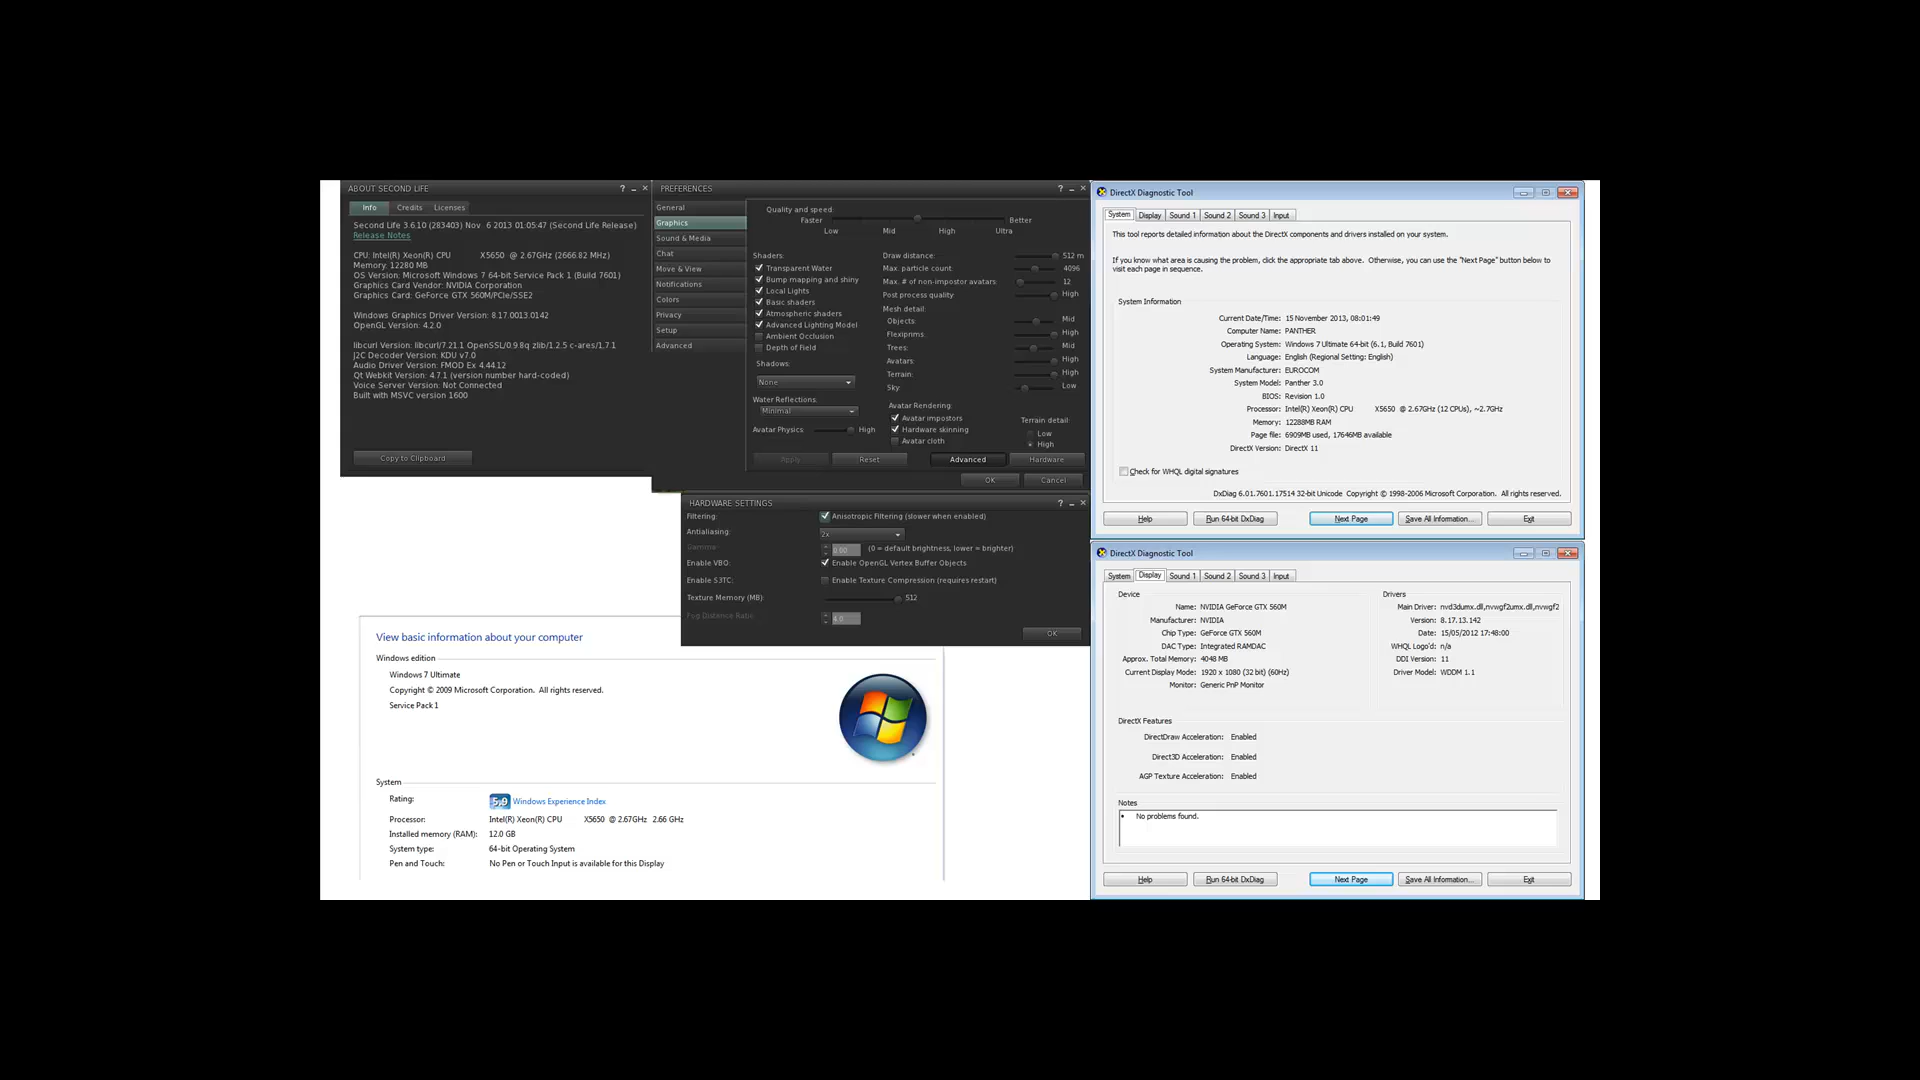 ABOUT SECOND LIFE
Info Credits Licenses
Second Life 3.6.10 (283403) Nov 6 2013 01:05:47 (Second Life Release)
Release Notes
CPU: Intel(R) Xeon(R) CPU X5650 @ 2.67GHz (2666.82 MHz)
Memory: 12280 MB
OS Version: Microsoft Windows 7 64-bit Service Pack 1 (Build 7601)
Graphics Card Vendor: NVIDIA Corporation
Graphics Card: GeForce GTX 560M/PCIe/SSE2
Windows Graphics Driver Version: 8.17.0013.0142
OpenGL Version: 4.2.0
libcurl Version: libcurl/7.21.1 OpenSSL/0.9.8q zlib/1.2.5 c-ares/1.7.1
J2C Decoder Version: KDU v7.0
Audio Driver Version: FMOD Ex 4.44.12
Qt Webkit Version: 4.7.1 (version number hard-coded)
Voice Server Version: Not Connected
Built with MSVC version 1600
Copy to Clipboard
PREFERENCES
General
Graphics
Sound & Media
Chat
Move & View
Notifications
Colors
Privacy
Setup
Advanced
Quality and speed:
Faster Better
Low Mid High Ultra
Shaders:
Transparent Water
Bump mapping and shiny
Local Lights
Basic shaders
Atmospheric shaders
Advanced Lighting Model
Ambient Occlusion
Depth of Field
Shadows:
None
Water Reflections:
Minimal
Avatar Physics: High
Draw distance: 512 m
Max. particle count: 4096
Max. # of non-impostor avatars: 12
Post process quality: High
Mesh detail:
Objects: Mid
Flexiprims: High
Trees: Mid
Avatars: High
Terrain: High
Sky: Low
Avatar Rendering:
Avatar impostors
Hardware skinning
Avatar cloth
Terrain detail:
Low
High
Apply Reset Advanced Hardware
OK Cancel
HARDWARE SETTINGS
Filtering: Anisotropic Filtering (slower when enabled)
Antialiasing: 2x
Gamma: 0.00 (0 = default brightness, lower = brighter)
Enable VBO: Enable OpenGL Vertex Buffer Objects
Enable S3TC: Enable Texture Compression (requires restart)
Texture Memory (MB): 512
Fog Distance Ratio: 4.0
OK
View basic information about your computer
Windows edition
Windows 7 Ultimate
Copyright © 2009 Microsoft Corporation. All rights reserved.
Service Pack 1
System
Rating: 5,9 Windows Experience Index
Processor: Intel(R) Xeon(R) CPU X5650 @ 2.67GHz 2.66 GHz
Installed memory (RAM): 12.0 GB
System type: 64-bit Operating System
Pen and Touch: No Pen or Touch Input is available for this Display
DirectX Diagnostic Tool
System Display Sound 1 Sound 2 Sound 3 Input
This tool reports detailed information about the DirectX components and drivers installed on your system.
If you know what area is causing the problem, click the appropriate tab above. Otherwise, you can use the "Next Page" button below to
visit each page in sequence.
System Information
Current Date/Time: 15 November 2013, 08:01:49
Computer Name: PANTHER
Operating System: Windows 7 Ultimate 64-bit (6.1, Build 7601)
Language: English (Regional Setting: English)
System Manufacturer: EUROCOM
System Model: Panther 3.0
BIOS: Revision 1.0
Processor: Intel(R) Xeon(R) CPU X5650 @ 2.67GHz (12 CPUs), ~2.7GHz
Memory: 12288MB RAM
Page file: 6909MB used, 17646MB available
DirectX Version: DirectX 11
Check for WHQL digital signatures
DxDiag 6.01.7601.17514 32-bit Unicode Copyright © 1998-2006 Microsoft Corporation. All rights reserved.
Help Run 64-bit DxDiag Next Page Save All Information... Exit
DirectX Diagnostic Tool
System Display Sound 1 Sound 2 Sound 3 Input
Device
Name: NVIDIA GeForce GTX 560M
Manufacturer: NVIDIA
Chip Type: GeForce GTX 560M
DAC Type: Integrated RAMDAC
Approx. Total Memory: 4048 MB
Current Display Mode: 1920 x 1080 (32 bit) (60Hz)
Monitor: Generic PnP Monitor
Drivers
Main Driver: nvd3dumx.dll,nvwgf2umx.dll,nvwgf2
Version: 8.17.13.142
Date: 15/05/2012 17:48:00
WHQL Logo'd: n/a
DDI Version: 11
Driver Model: WDDM 1.1
DirectX Features
DirectDraw Acceleration: Enabled
Direct3D Acceleration: Enabled
AGP Texture Acceleration: Enabled
Notes
No problems found.
Help Run 64-bit DxDiag Next Page Save All Information... Exit